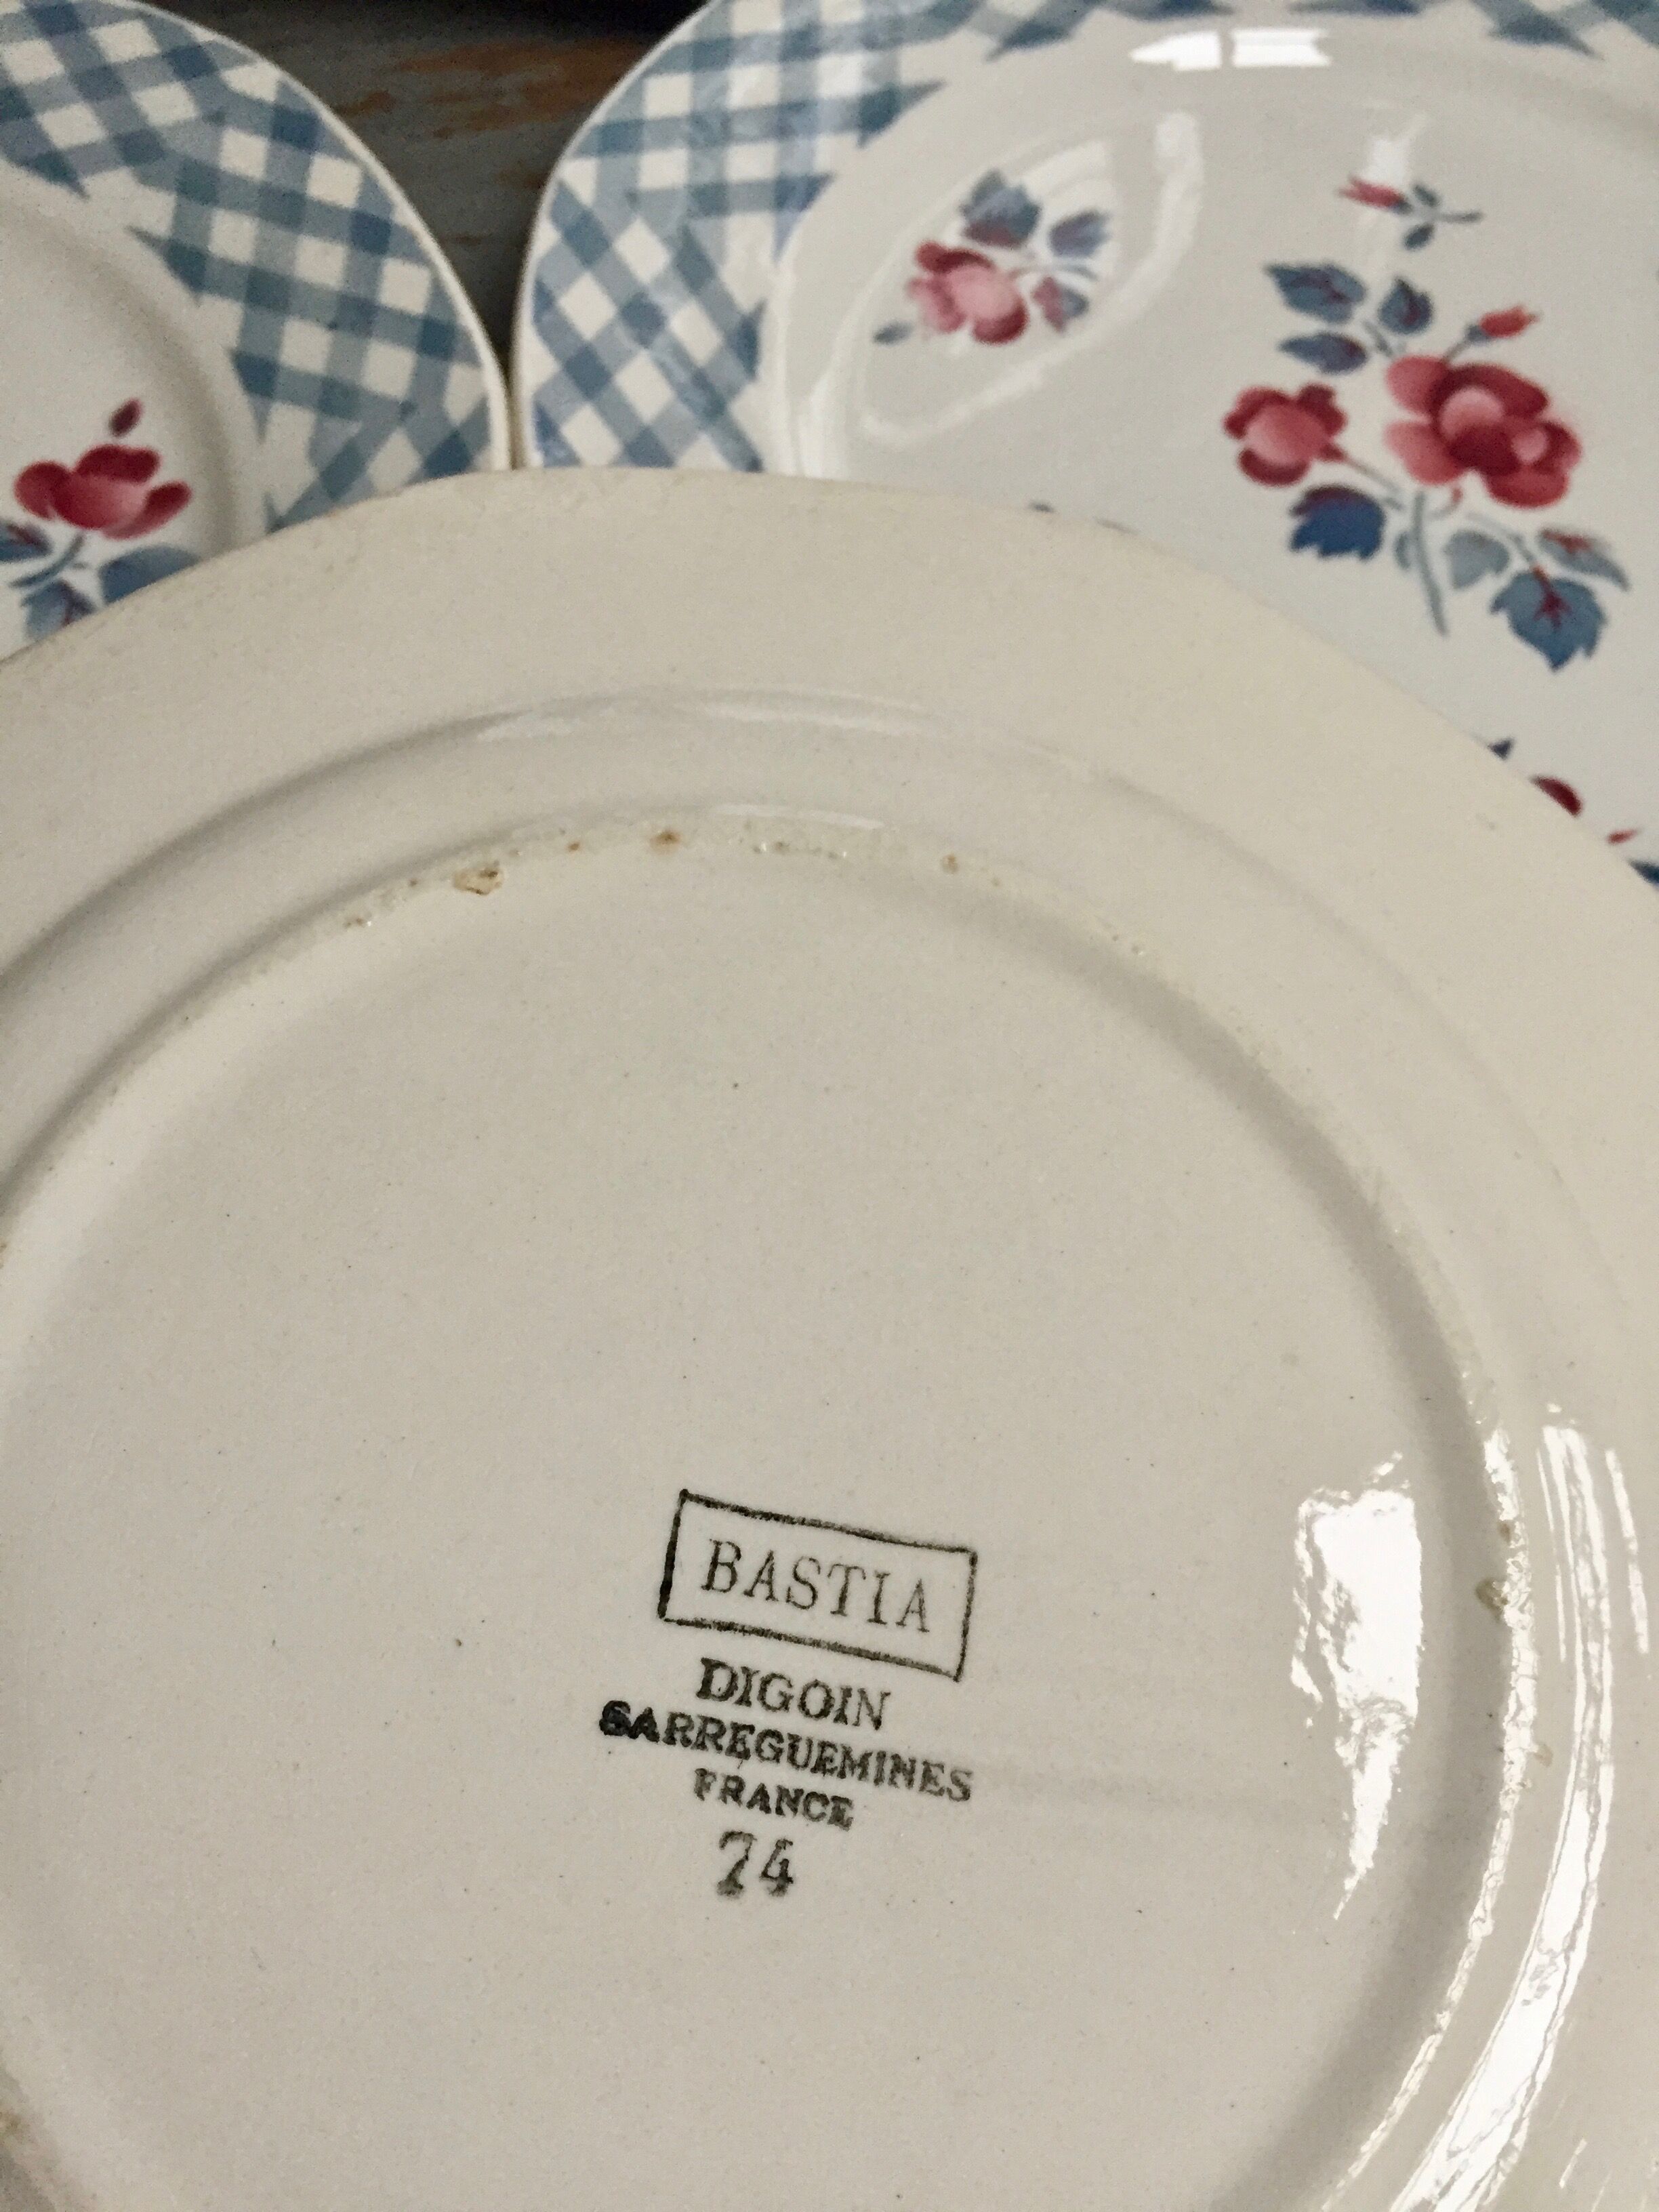 BASTIA
DIGOIN
SARREGUEMINES
FRANCE
74